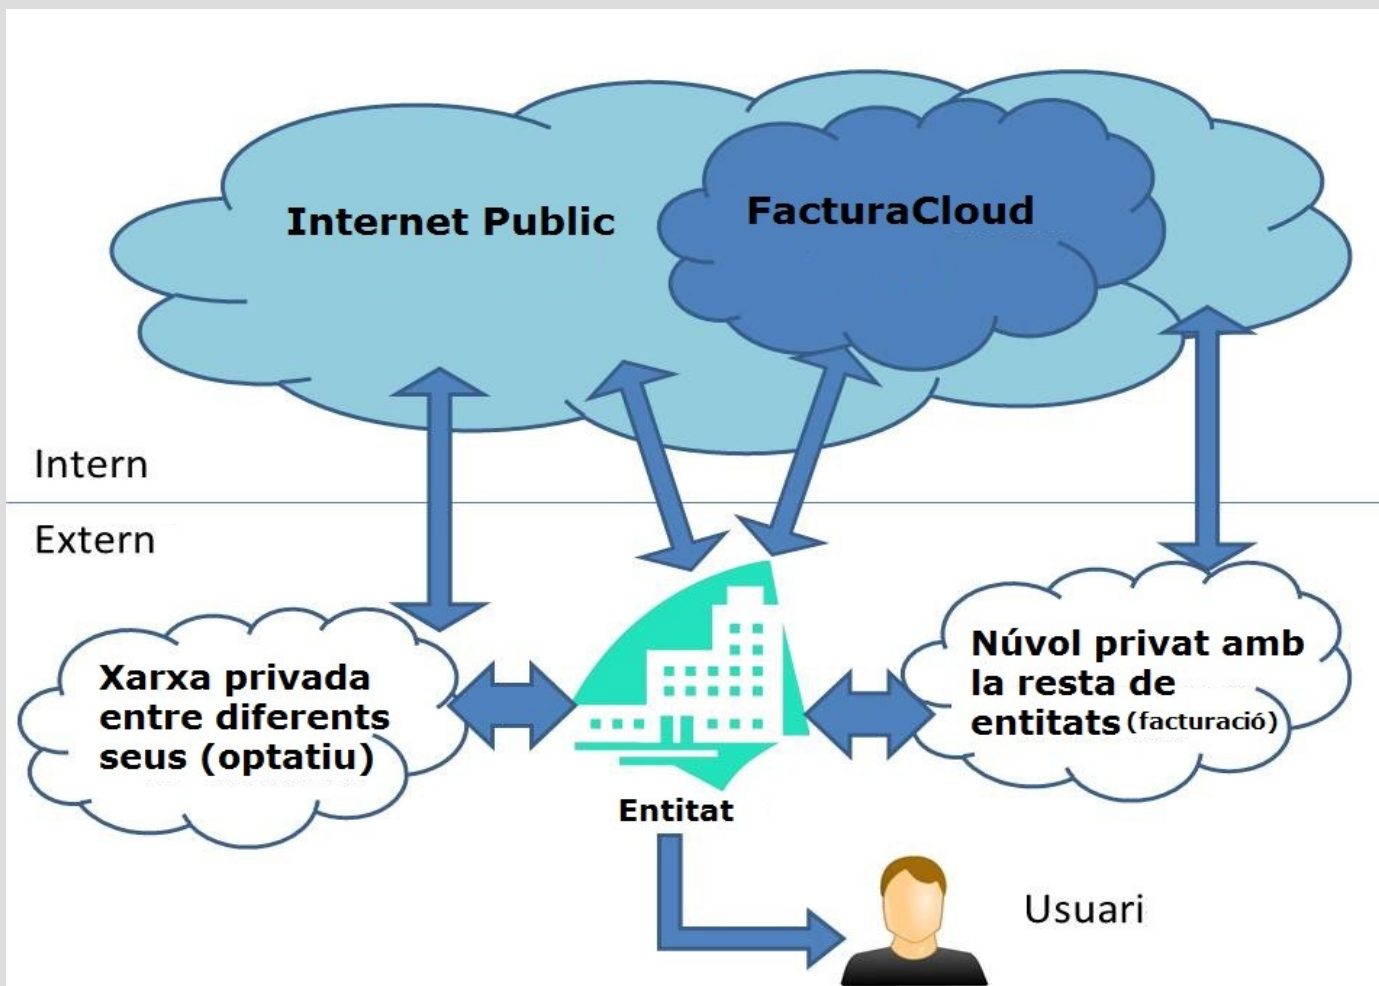 Internet Public
FacturaCloud
Intern
Extern
Xarxa privada
entre diferents
seus (optatiu)
Núvol privat amb
la resta de
entitats (facturació)
Entitat
Usuari